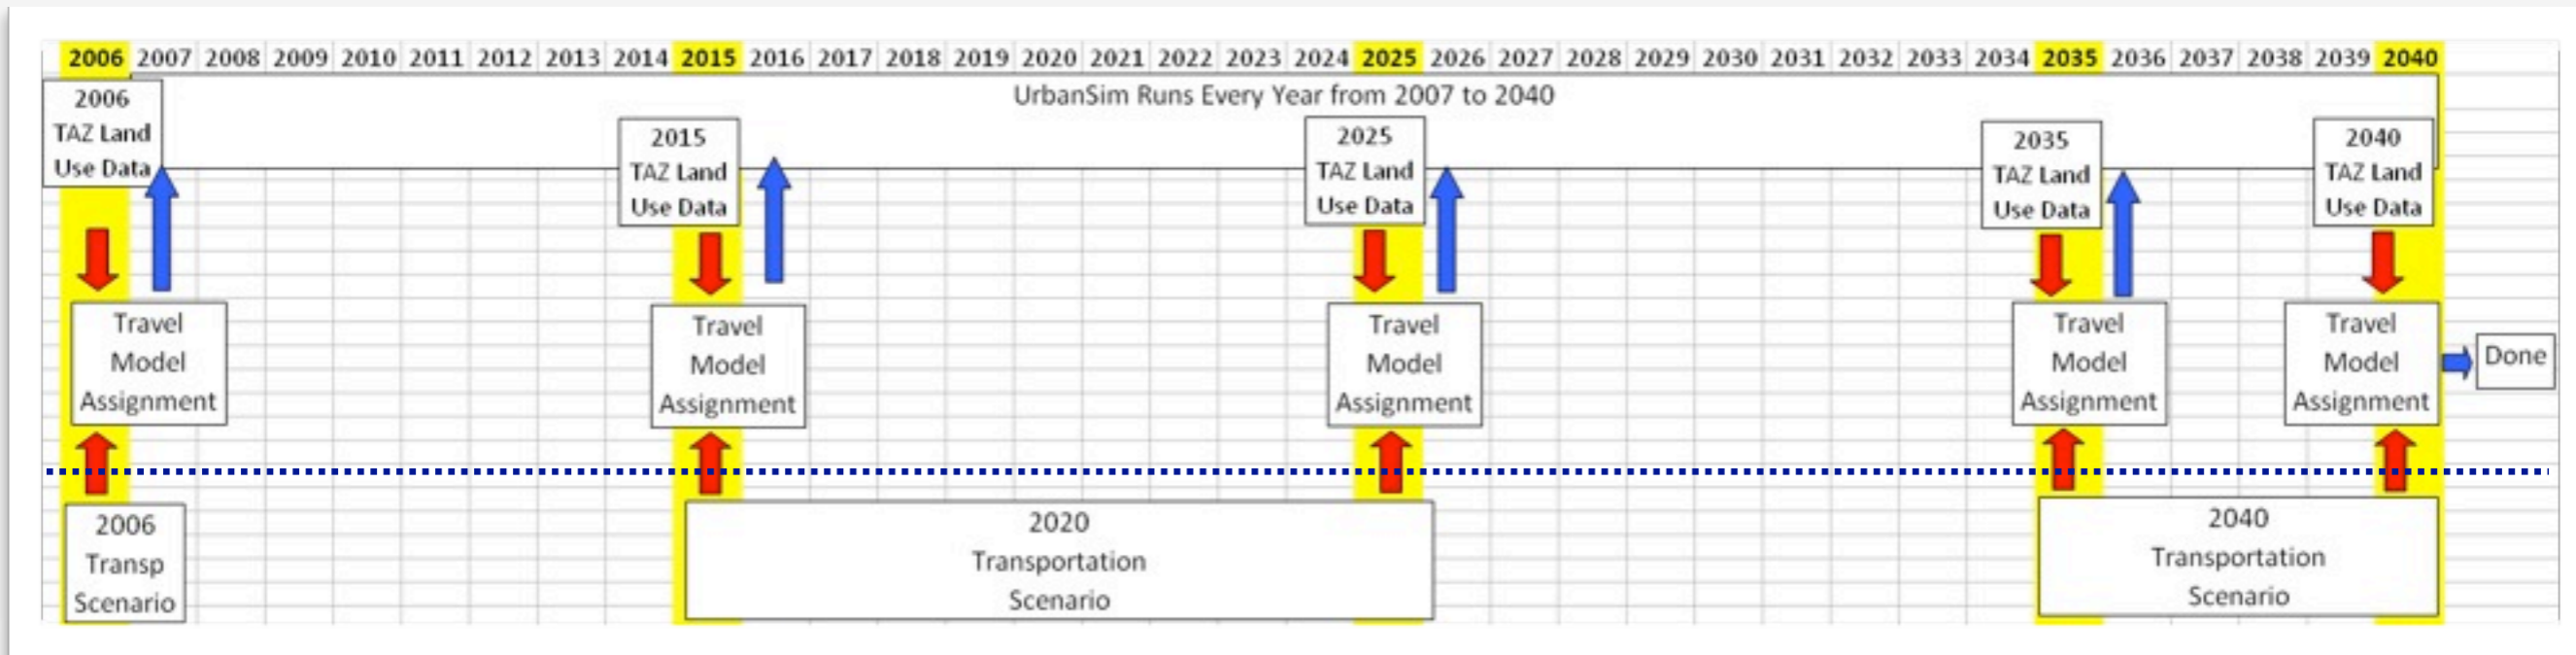 2006 2007 2008 2009 2010 2011 2012 2013 2014 2015 2016 2017 2018 2019 2020 2021 2022 2023 2024 2025 2026 2027 2028 2029 2030 2031 2032 2033 2034 2035 2036 2037 2038 2039 2040
UrbanSim Runs Every Year from 2007 to 2040
2006
TAZ Land
Use Data
2015
TAZ Land
Use Data
2025
TAZ Land
Use Data
2035
TAZ Land
Use Data
2040
TAZ Land
Use Data
Travel
Model
Assignment
Travel
Model
Assignment
Travel
Model
Assignment
Travel
Model
Assignment
Travel
Model
Assignment
Done
2006
Transp
Scenario
2020
Transportation
Scenario
2040
Transportation
Scenario